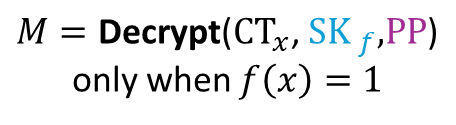 M = Decrypt(CTₓ, SK f,PP)
only when f(x) = 1